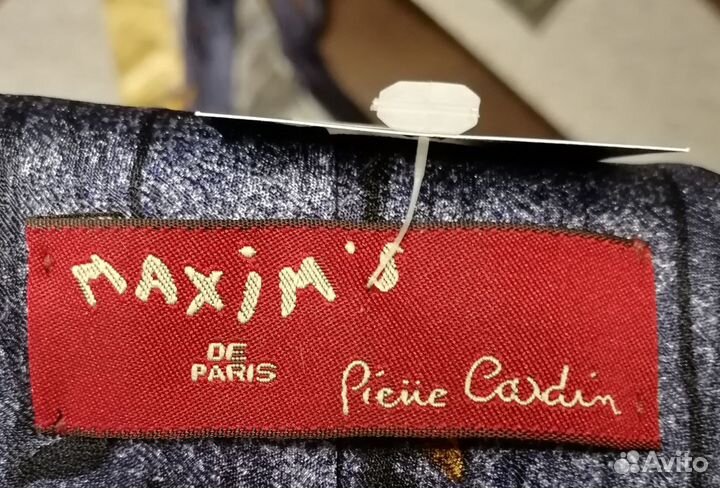 MAXIM'S
DE
PARIS
Pierre Cardin
Avito